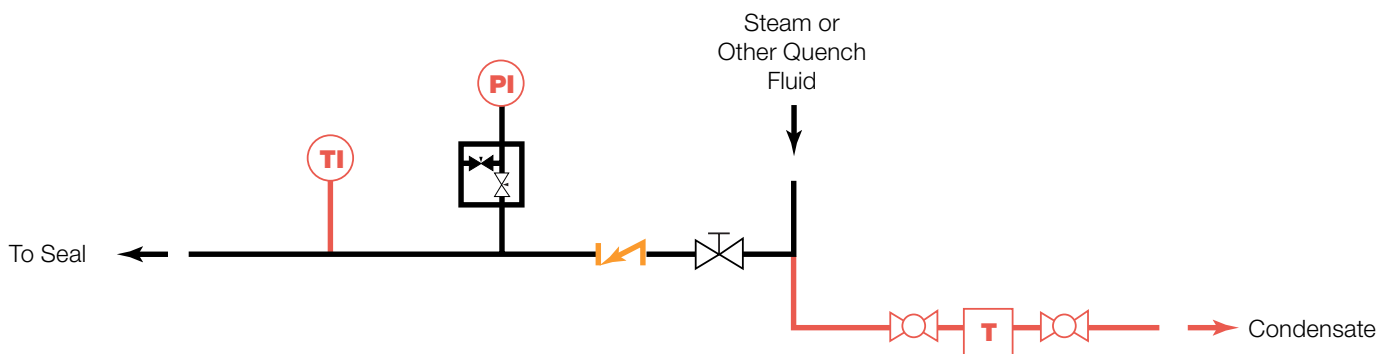 Steam or
Other Quench
Fluid
PI
TI
To Seal
T
Condensate